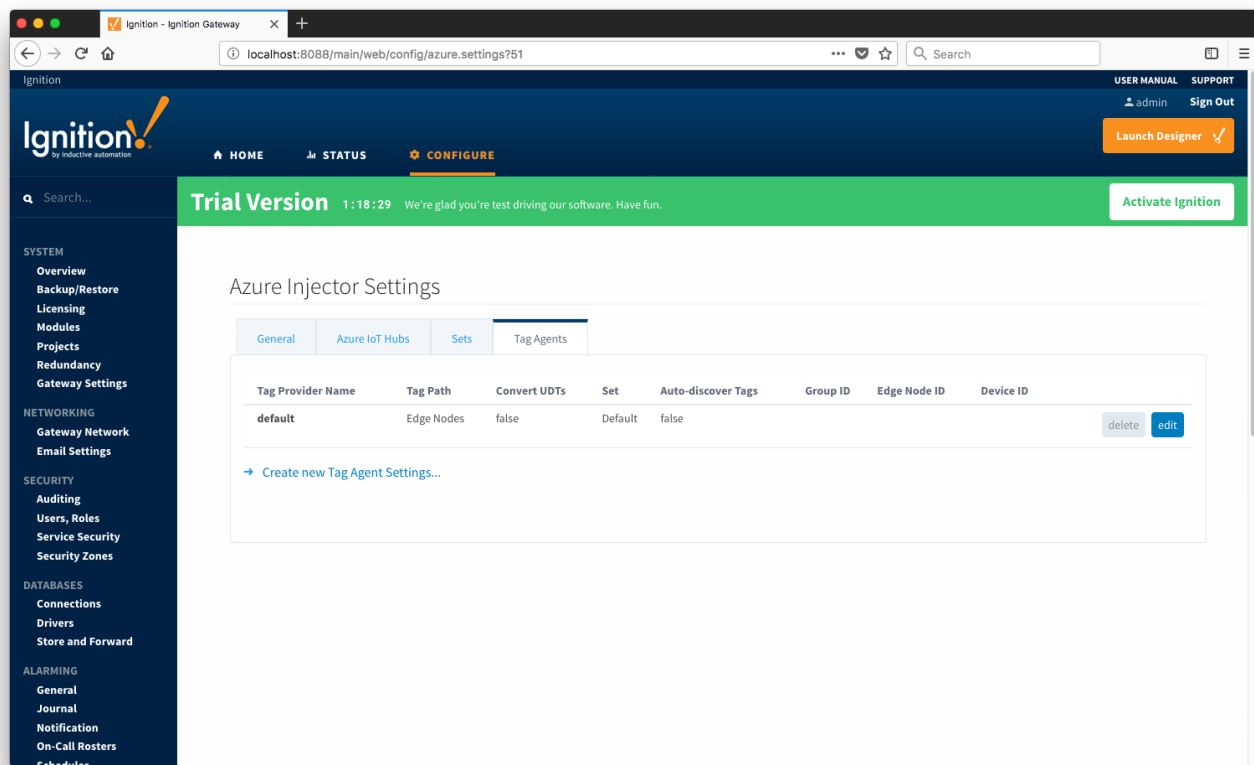 Ignition - Ignition Gateway
localhost:8088/main/web/config/azure.settings?51
Search
Ignition
USER MANUAL SUPPORT
admin Sign Out
Ignition!
by inductive automation
Launch Designer
HOME STATUS CONFIGURE
Search...
Trial Version 1:18:29 We're glad you're test driving our software. Have fun.
Activate Ignition
SYSTEM
Overview
Backup/Restore
Licensing
Modules
Projects
Redundancy
Gateway Settings
NETWORKING
Gateway Network
Email Settings
SECURITY
Auditing
Users, Roles
Service Security
Security Zones
DATABASES
Connections
Drivers
Store and Forward
ALARMING
General
Journal
Notification
On-Call Rosters
Schedules
Azure Injector Settings
General Azure IoT Hubs Sets Tag Agents
Tag Provider Name Tag Path Convert UDTs Set Auto-discover Tags Group ID Edge Node ID Device ID
default Edge Nodes false Default false
delete edit
Create new Tag Agent Settings...